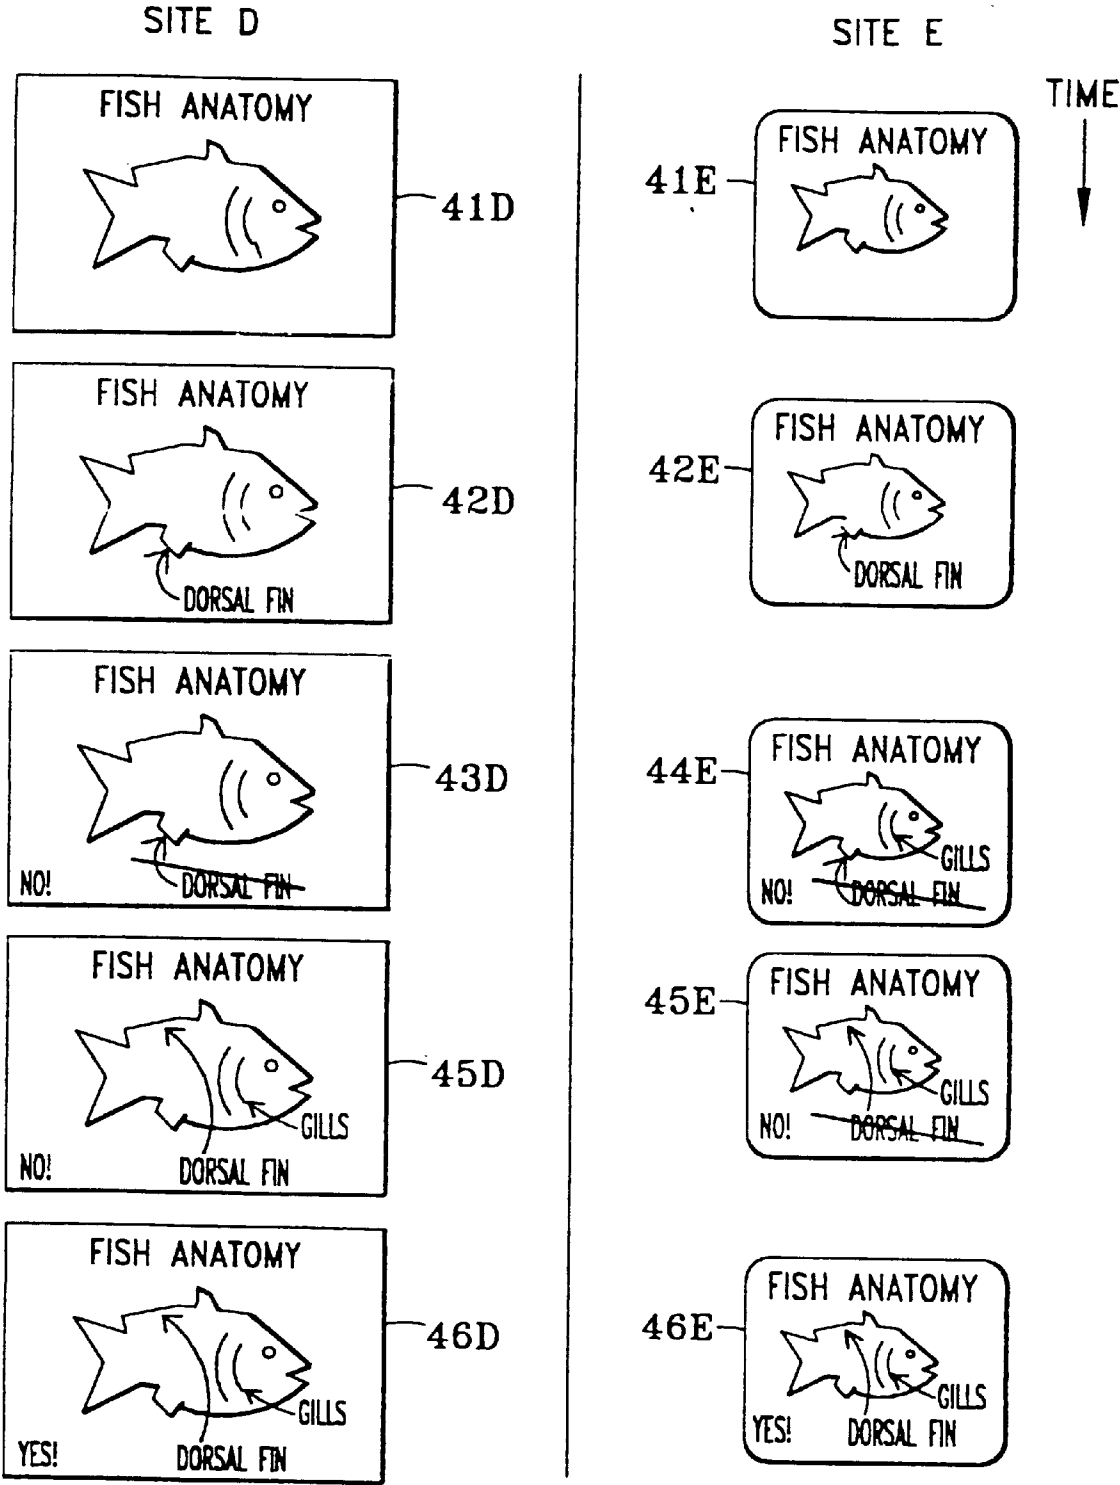 SITE D
FISH ANATOMY
41D
FISH ANATOMY
DORSAL FIN
42D
FISH ANATOMY
NO!
DORSAL FIN
43D
FISH ANATOMY
GILLS
NO!
DORSAL FIN
45D
FISH ANATOMY
GILLS
YES!
DORSAL FIN
46D
SITE E
TIME
FISH ANATOMY
41E
FISH ANATOMY
42E
DORSAL FIN
FISH ANATOMY
44E
GILLS
NO!
DORSAL FIN
FISH ANATOMY
45E
GILLS
NO!
DORSAL FIN
FISH ANATOMY
46E
GILLS
YES!
DORSAL FIN